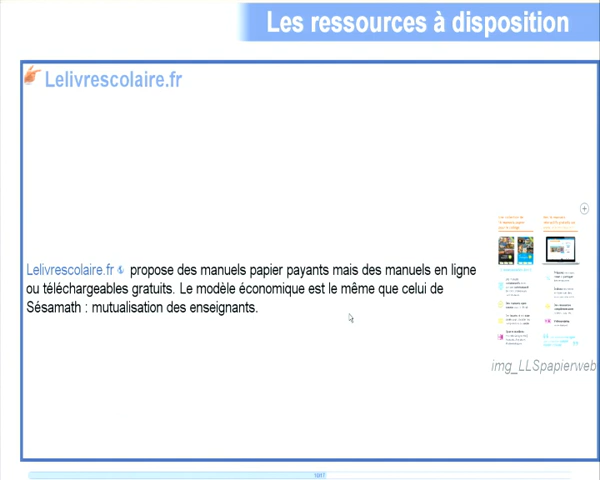 Les ressources à disposition
Lelivrescolaire.fr
Lelivrescolaire.fr propose des manuels papier payants mais des manuels en ligne
ou téléchargeables gratuits. Le modèle économique est le même que celui de
Sésamath : mutualisation des enseignants.
img_LLSpapierweb